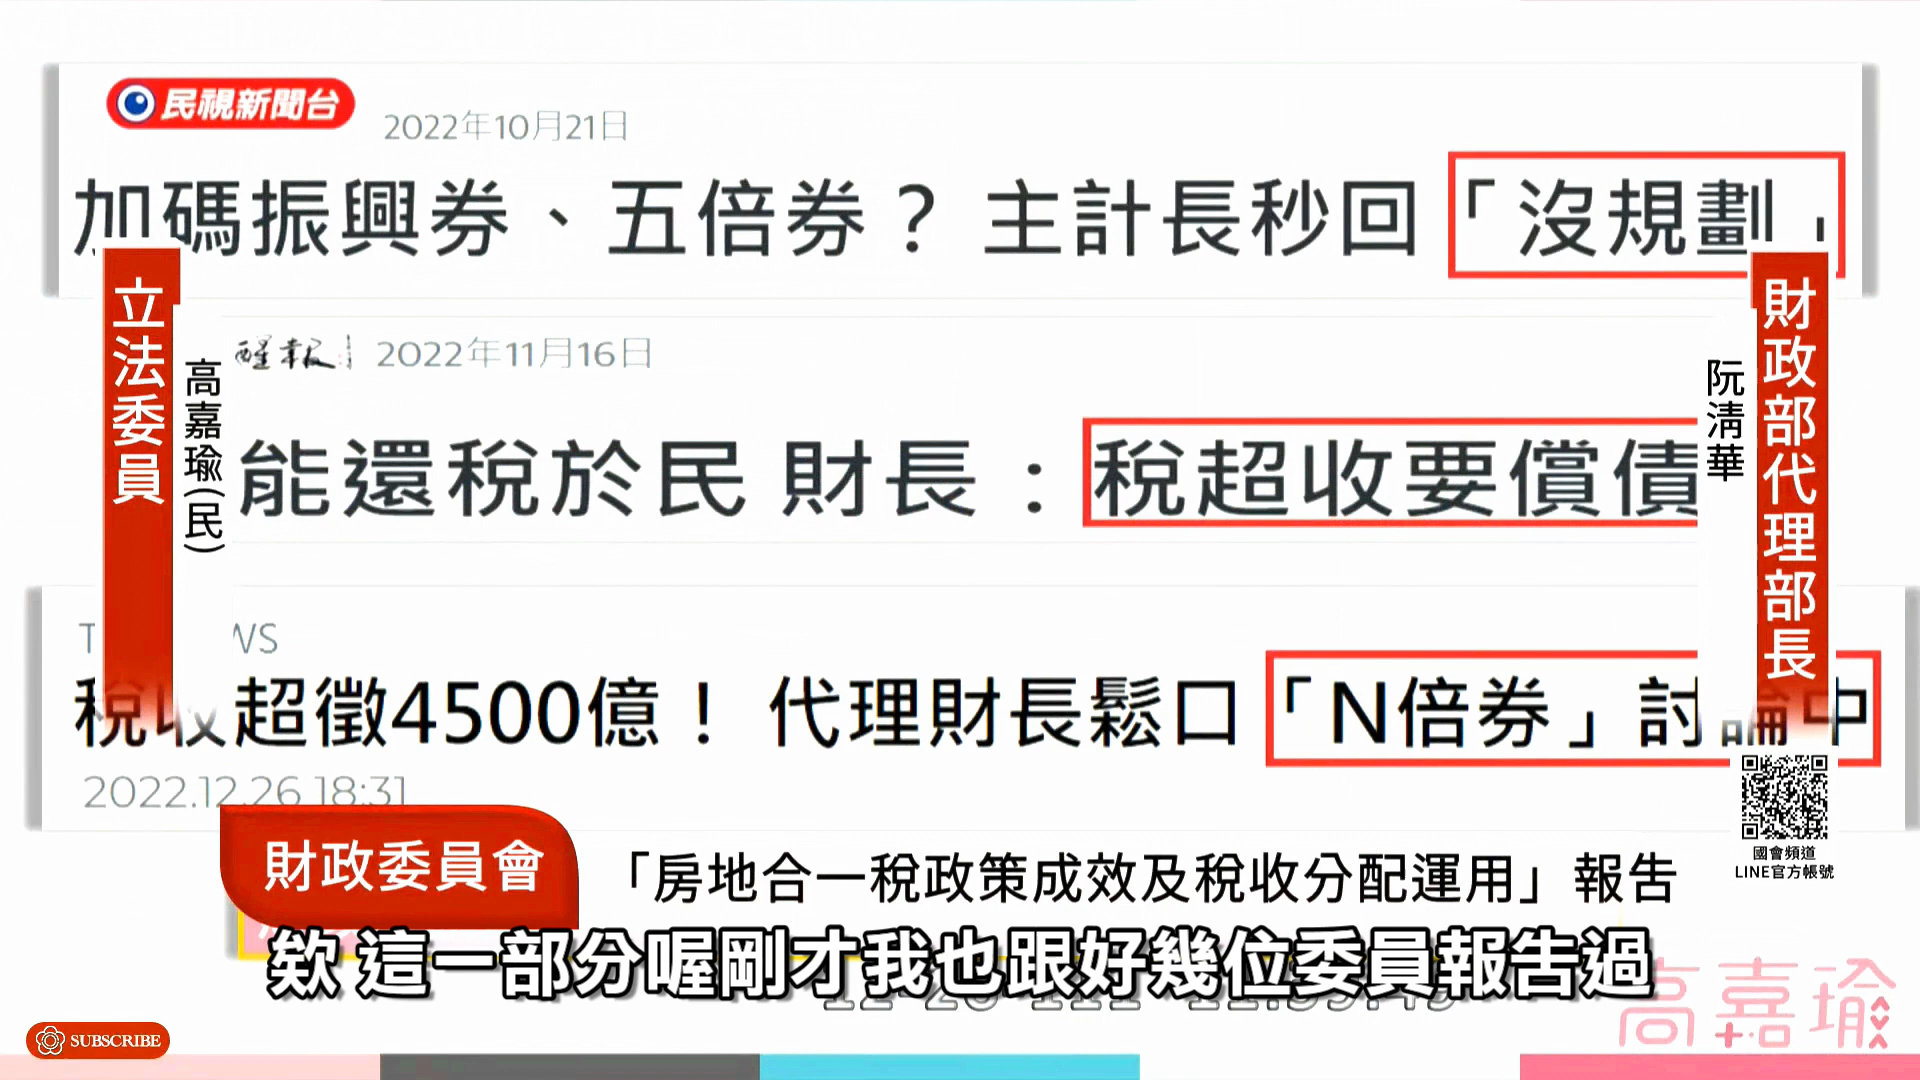 民視新聞台
2022年10月21日
加碼振興券、五倍券？ 主計長秒回「沒規劃」
立法委員
高嘉瑜(民)
財政部代理部長
阮清華
醒報
2022年11月16日
能還稅於民 財長：稅超收要償債
稅收超徵4500億！ 代理財長鬆口「N倍券」討論中
2022.12.26 18:31
國會頻道
LINE官方帳號
財政委員會
「房地合一稅政策成效及稅收分配運用」報告
欸 這一部分喔剛才我也跟好幾位委員報告過
高嘉瑜
SUBSCRIBE